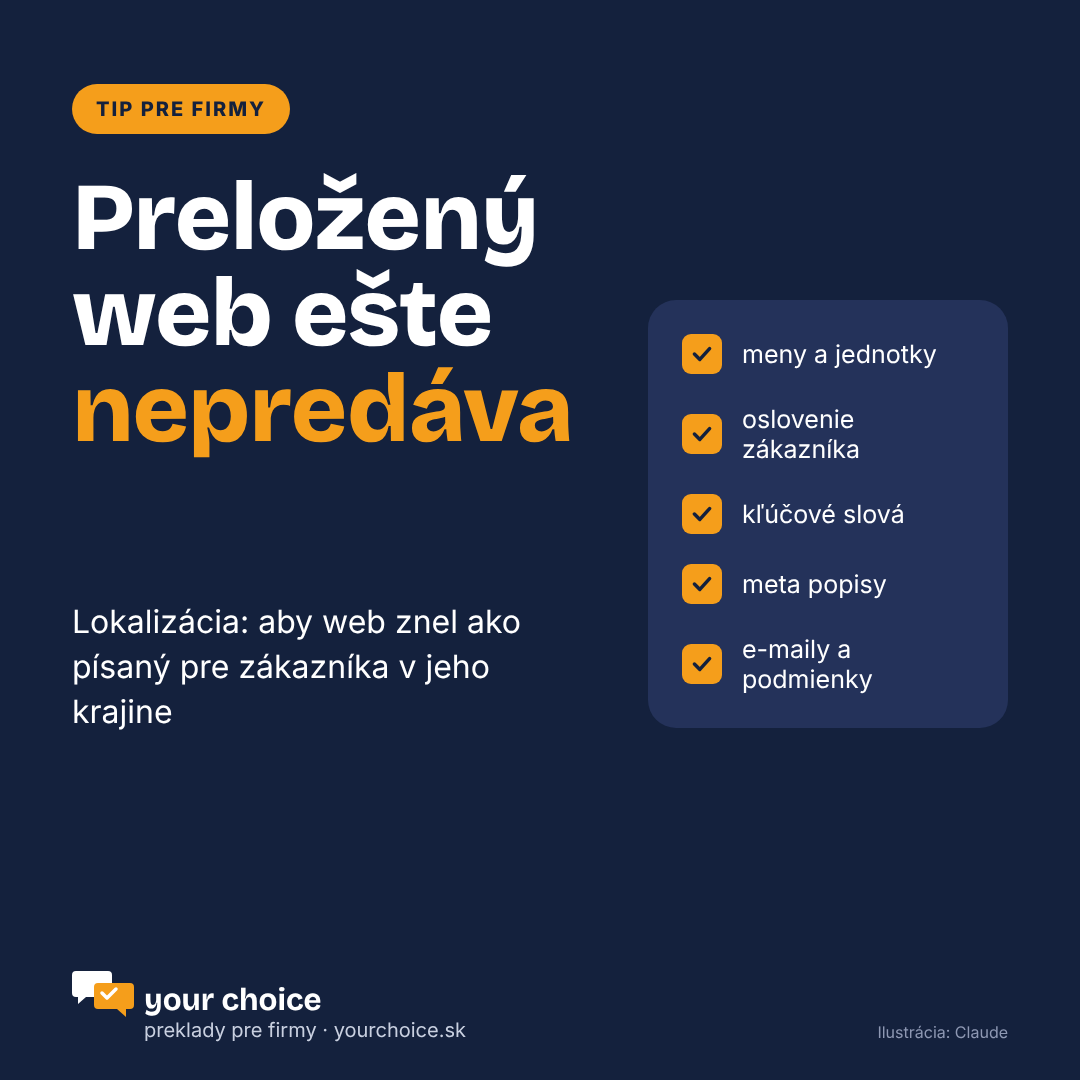 TIP PRE FIRMY
Preložený
web ešte
nepredáva
meny a jednotky
oslovenie
zákazníka
kľúčové slová
meta popisy
e-maily a
podmienky
Lokalizácia: aby web znel ako
písaný pre zákazníka v jeho
krajine
your choice
preklady pre firmy · yourchoice.sk
Ilustrácia: Claude